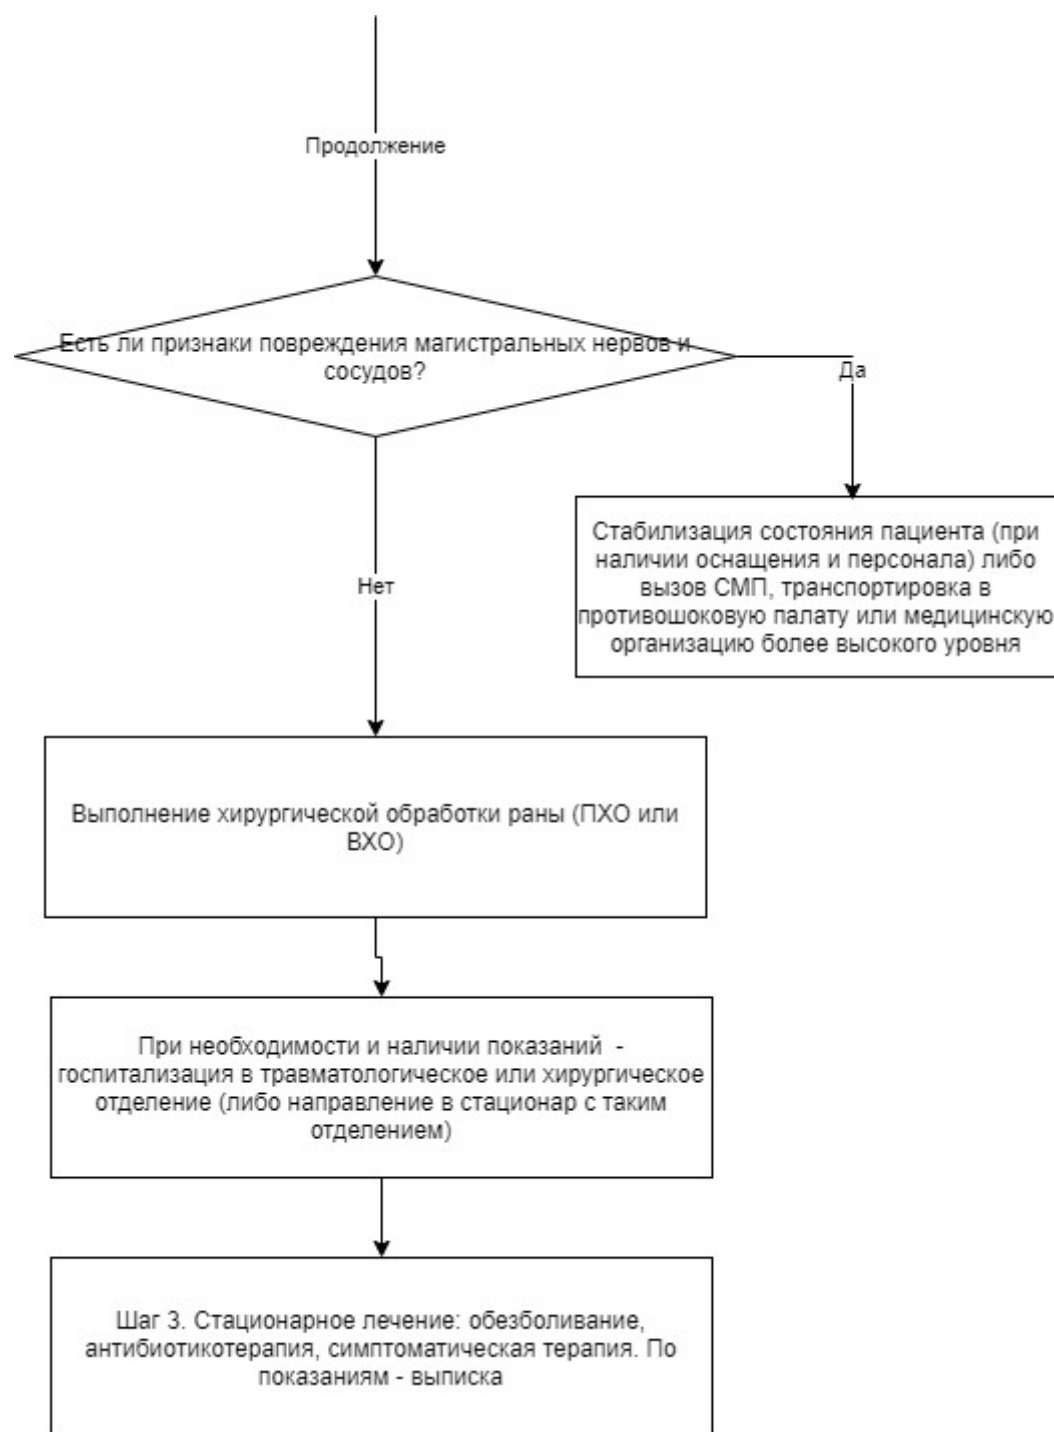 Продолжение
Есть ли признаки повреждения магистральных нервов и
сосудов?
Да
Стабилизация состояния пациента (при
наличии оснащения и персонала) либо
вызов СМП, транспортировка в
противошоковую палату или медицинскую
организацию более высокого уровня
Нет
Выполнение хирургической обработки раны (ПХО или
ВХО)
При необходимости и наличии показаний -
госпитализация в травматологическое или хирургическое
отделение (либо направление в стационар с таким
отделением)
Шаг 3. Стационарное лечение: обезболивание,
антибиотикотерапия, симптоматическая терапия. По
показаниям - выписка